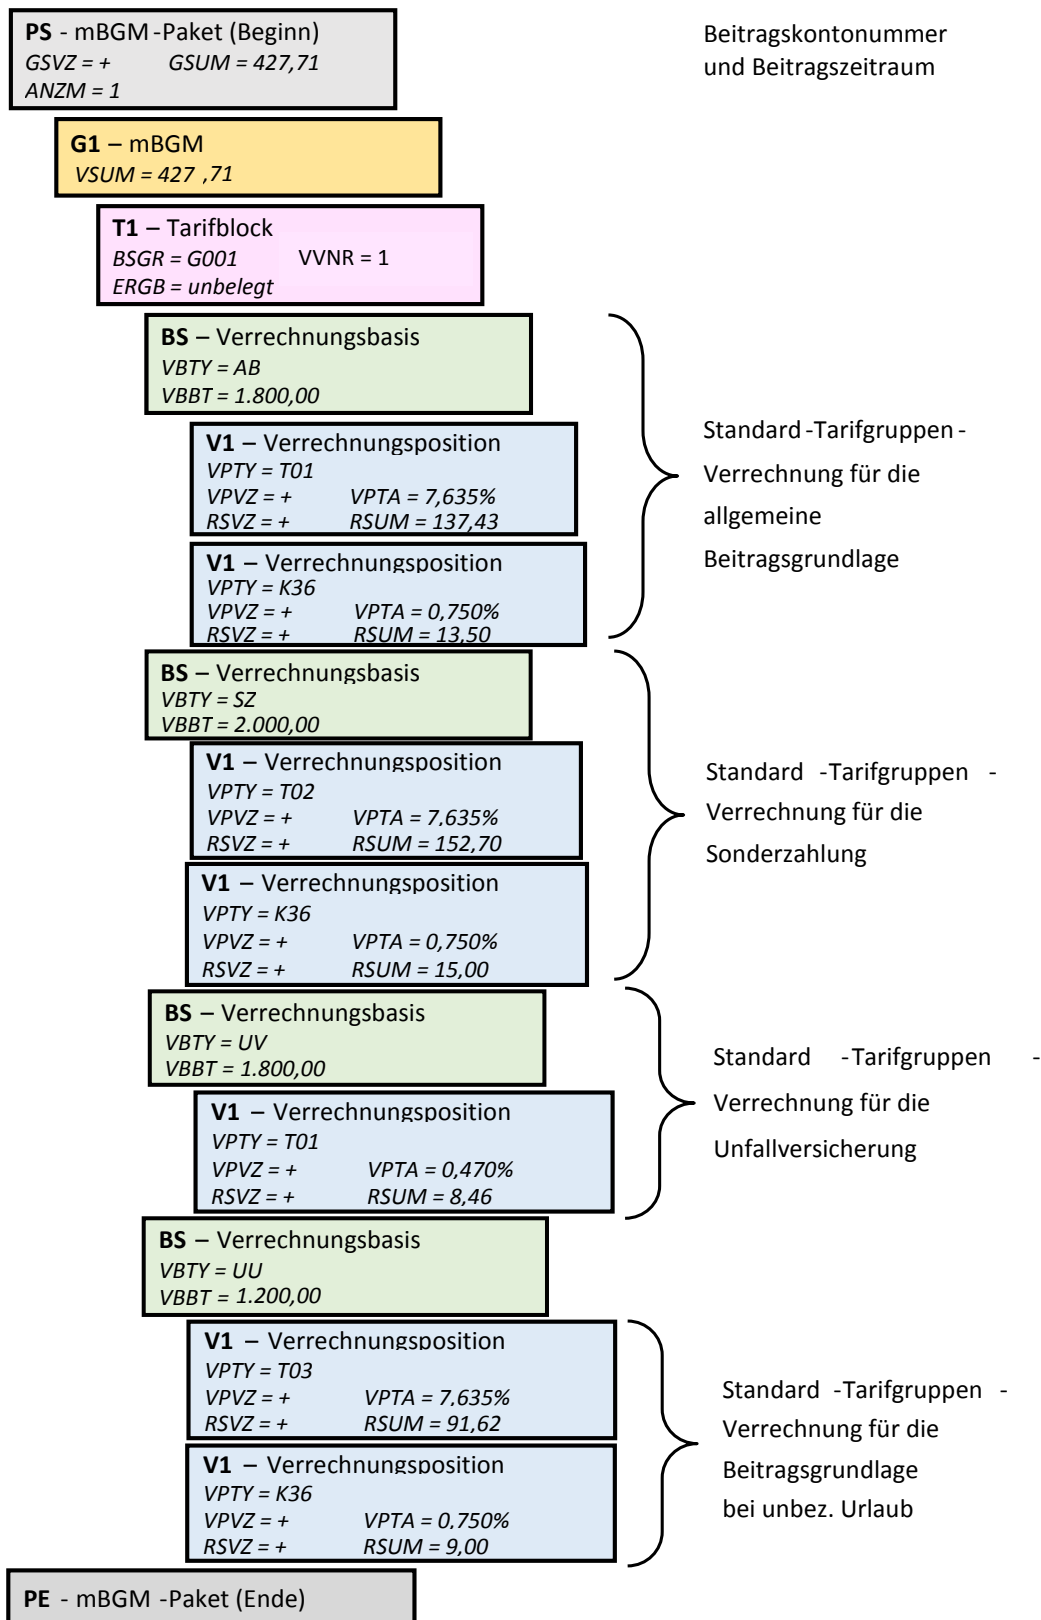 PS - mBGM -Paket (Beginn)
GSVZ = + GSUM = 427,71
ANZM = 1
Beitragskontonummer
und Beitragszeitraum
G1 – mBGM
VSUM = 427 ,71
T1 – Tarifblock
BSGR = G001 VVNR = 1
ERGB = unbelegt
BS – Verrechnungsbasis
VBTY = AB
VBBT = 1.800,00
V1 – Verrechnungsposition
VPTY = T01
VPVZ = + VPTA = 7,635%
RSVZ = + RSUM = 137,43
V1 – Verrechnungsposition
VPTY = K36
VPVZ = + VPTA = 0,750%
RSVZ = + RSUM = 13,50
Standard -Tarifgruppen -
Verrechnung für die
allgemeine
Beitragsgrundlage
BS – Verrechnungsbasis
VBTY = SZ
VBBT = 2.000,00
V1 – Verrechnungsposition
VPTY = T02
VPVZ = + VPTA = 7,635%
RSVZ = + RSUM = 152,70
V1 – Verrechnungsposition
VPTY = K36
VPVZ = + VPTA = 0,750%
RSVZ = + RSUM = 15,00
Standard -Tarifgruppen -
Verrechnung für die
Sonderzahlung
BS – Verrechnungsbasis
VBTY = UV
VBBT = 1.800,00
V1 – Verrechnungsposition
VPTY = T01
VPVZ = + VPTA = 0,470%
RSVZ = + RSUM = 8,46
Standard -Tarifgruppen -
Verrechnung für die
Unfallversicherung
BS – Verrechnungsbasis
VBTY = UU
VBBT = 1.200,00
V1 – Verrechnungsposition
VPTY = T03
VPVZ = + VPTA = 7,635%
RSVZ = + RSUM = 91,62
V1 – Verrechnungsposition
VPTY = K36
VPVZ = + VPTA = 0,750%
RSVZ = + RSUM = 9,00
Standard -Tarifgruppen -
Verrechnung für die
Beitragsgrundlage
bei unbez. Urlaub
PE - mBGM -Paket (Ende)